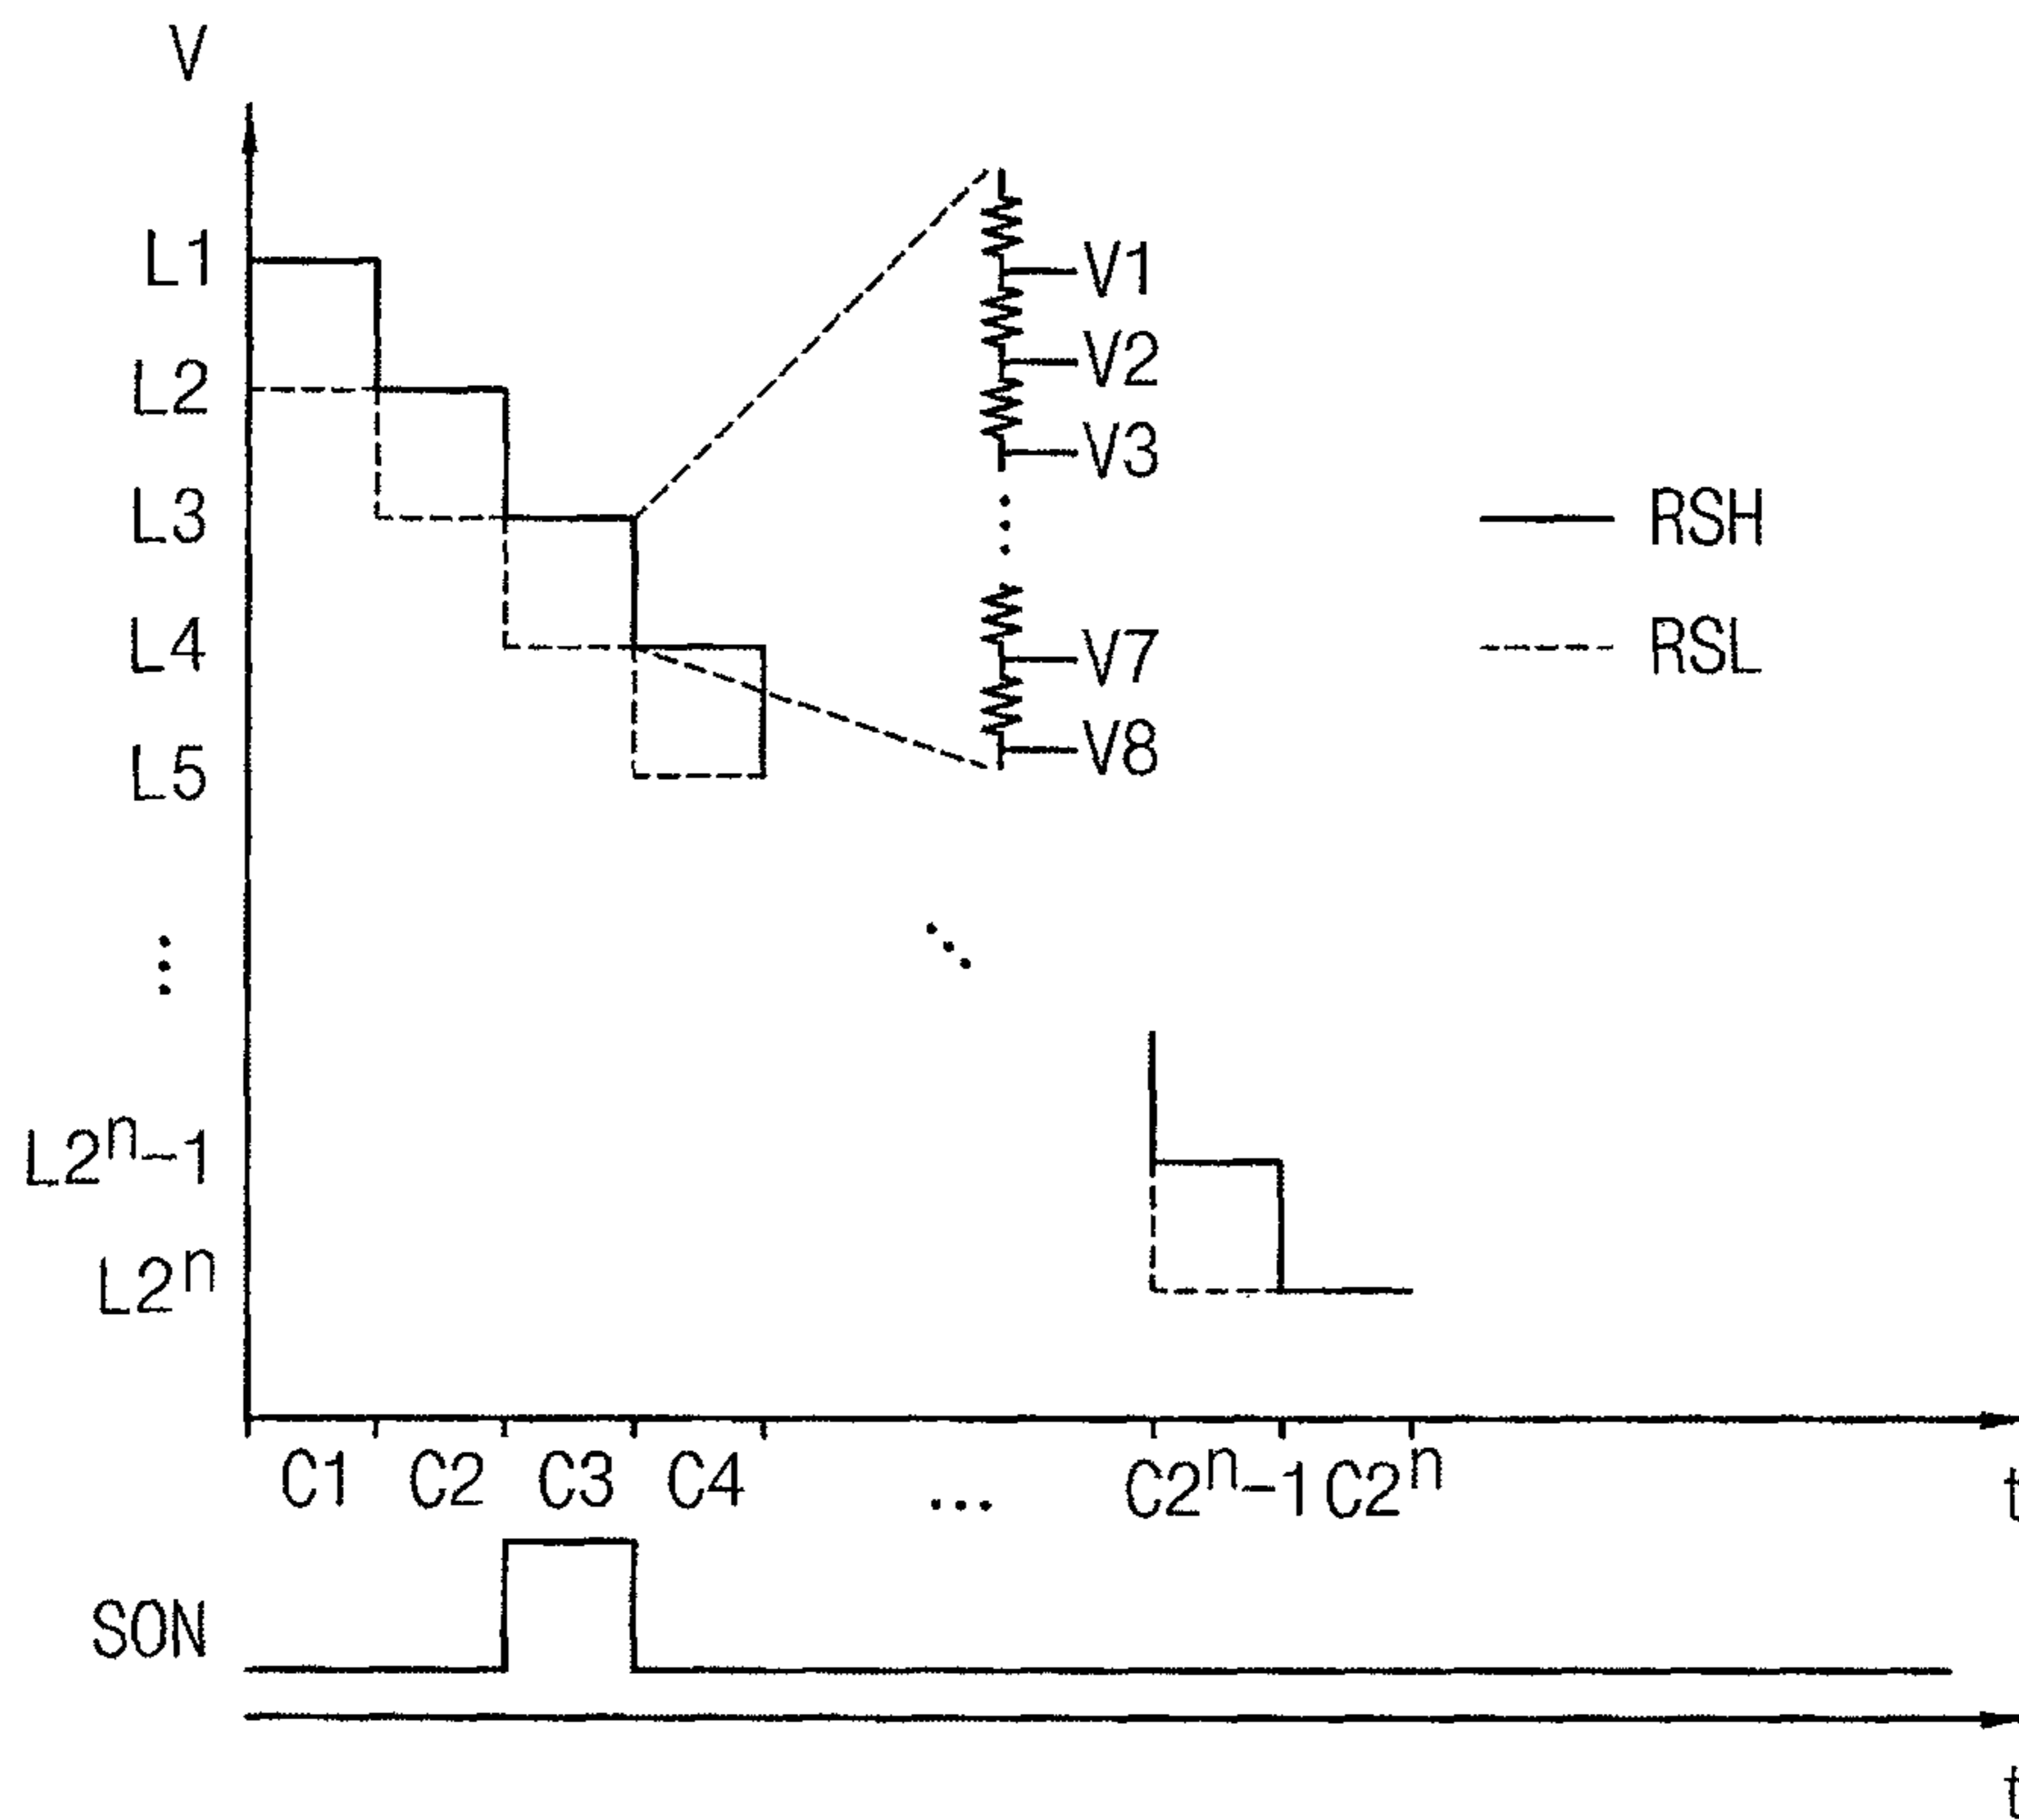 V
L1
V1
L2
V2
V3
L3
RSH
L4
V7
RSL
L5
V8
⋮
L2ⁿ-1
L2ⁿ
C1 C2 C3 C4 ... C2ⁿ-1 C2ⁿ
t
SON
t